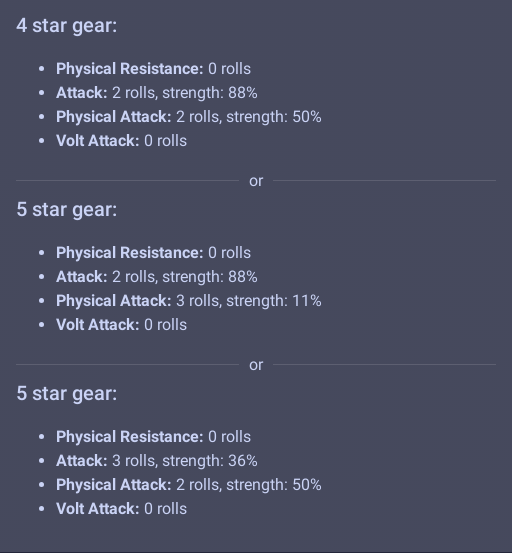 4 star gear:
Physical Resistance: 0 rolls
Attack: 2 rolls, strength: 88%
Physical Attack: 2 rolls, strength: 50%
Volt Attack: 0 rolls
or
5 star gear:
Physical Resistance: 0 rolls
Attack: 2 rolls, strength: 88%
Physical Attack: 3 rolls, strength: 11%
Volt Attack: 0 rolls
or
5 star gear:
Physical Resistance: 0 rolls
Attack: 3 rolls, strength: 36%
Physical Attack: 2 rolls, strength: 50%
Volt Attack: 0 rolls